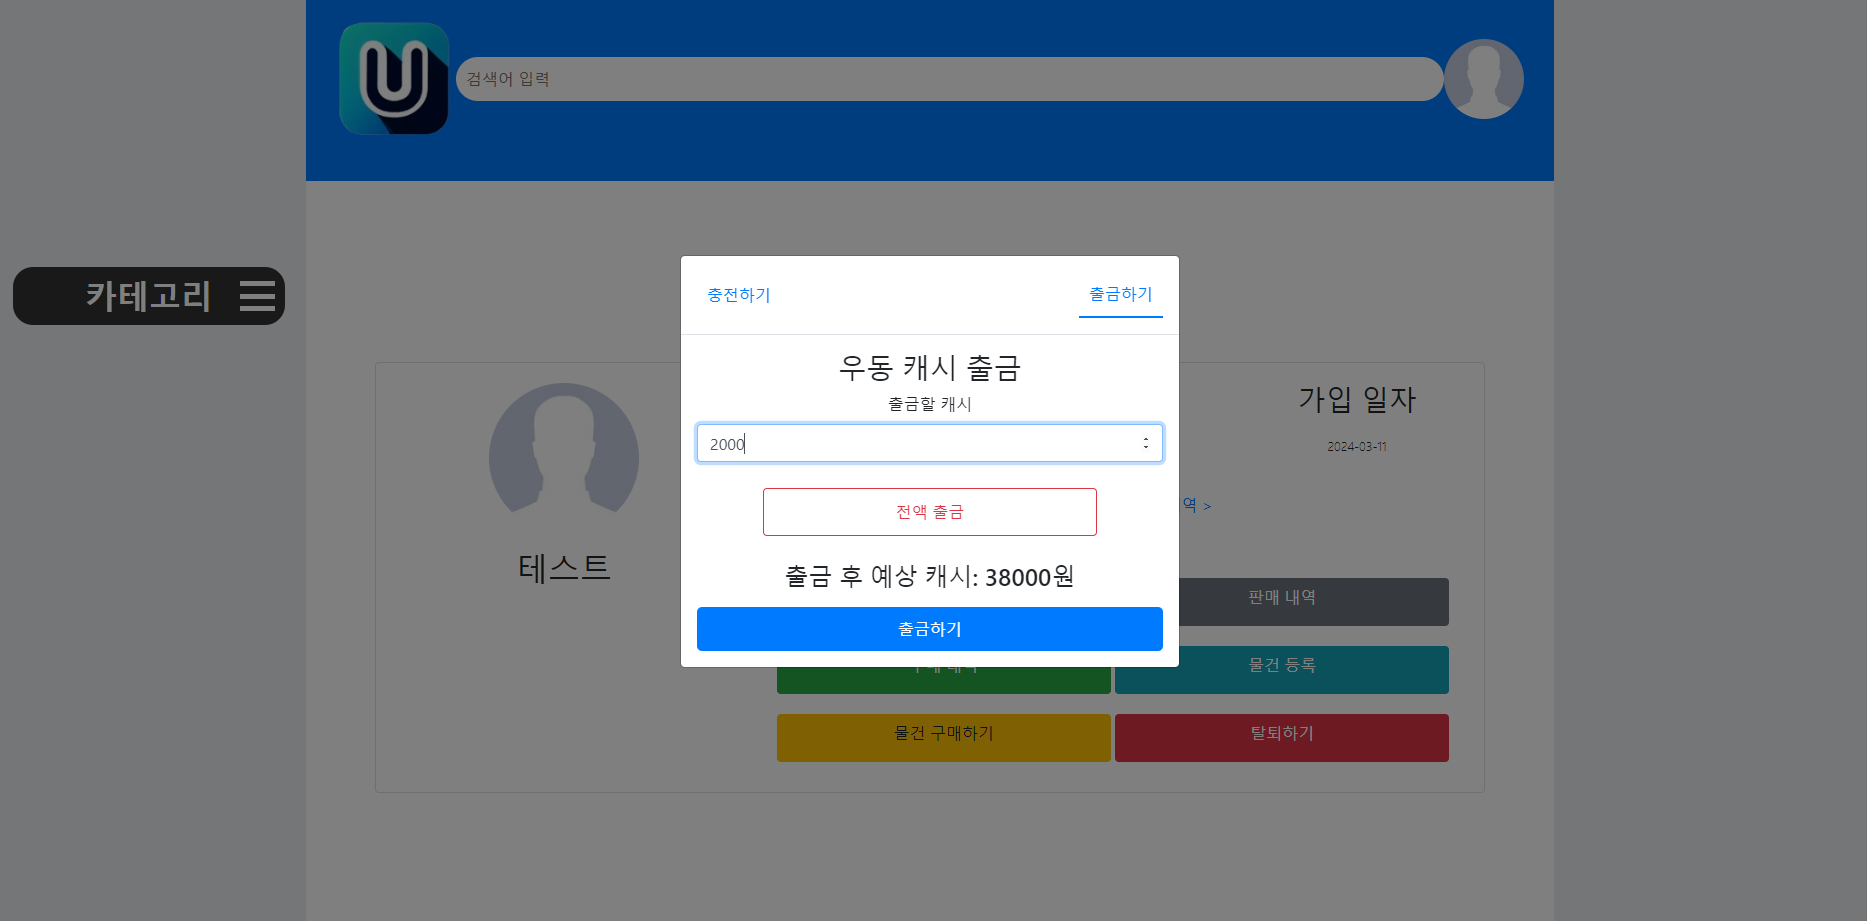 U
검색어 입력
카테고리
충전하기
출금하기
우동 캐시 출금
출금할 캐시
2000
전액 출금
출금 후 예상 캐시: 38000원
출금하기
테스트
가입 일자
2024-03-11
역 >
판매 내역
물건 등록
물건 구매하기
탈퇴하기